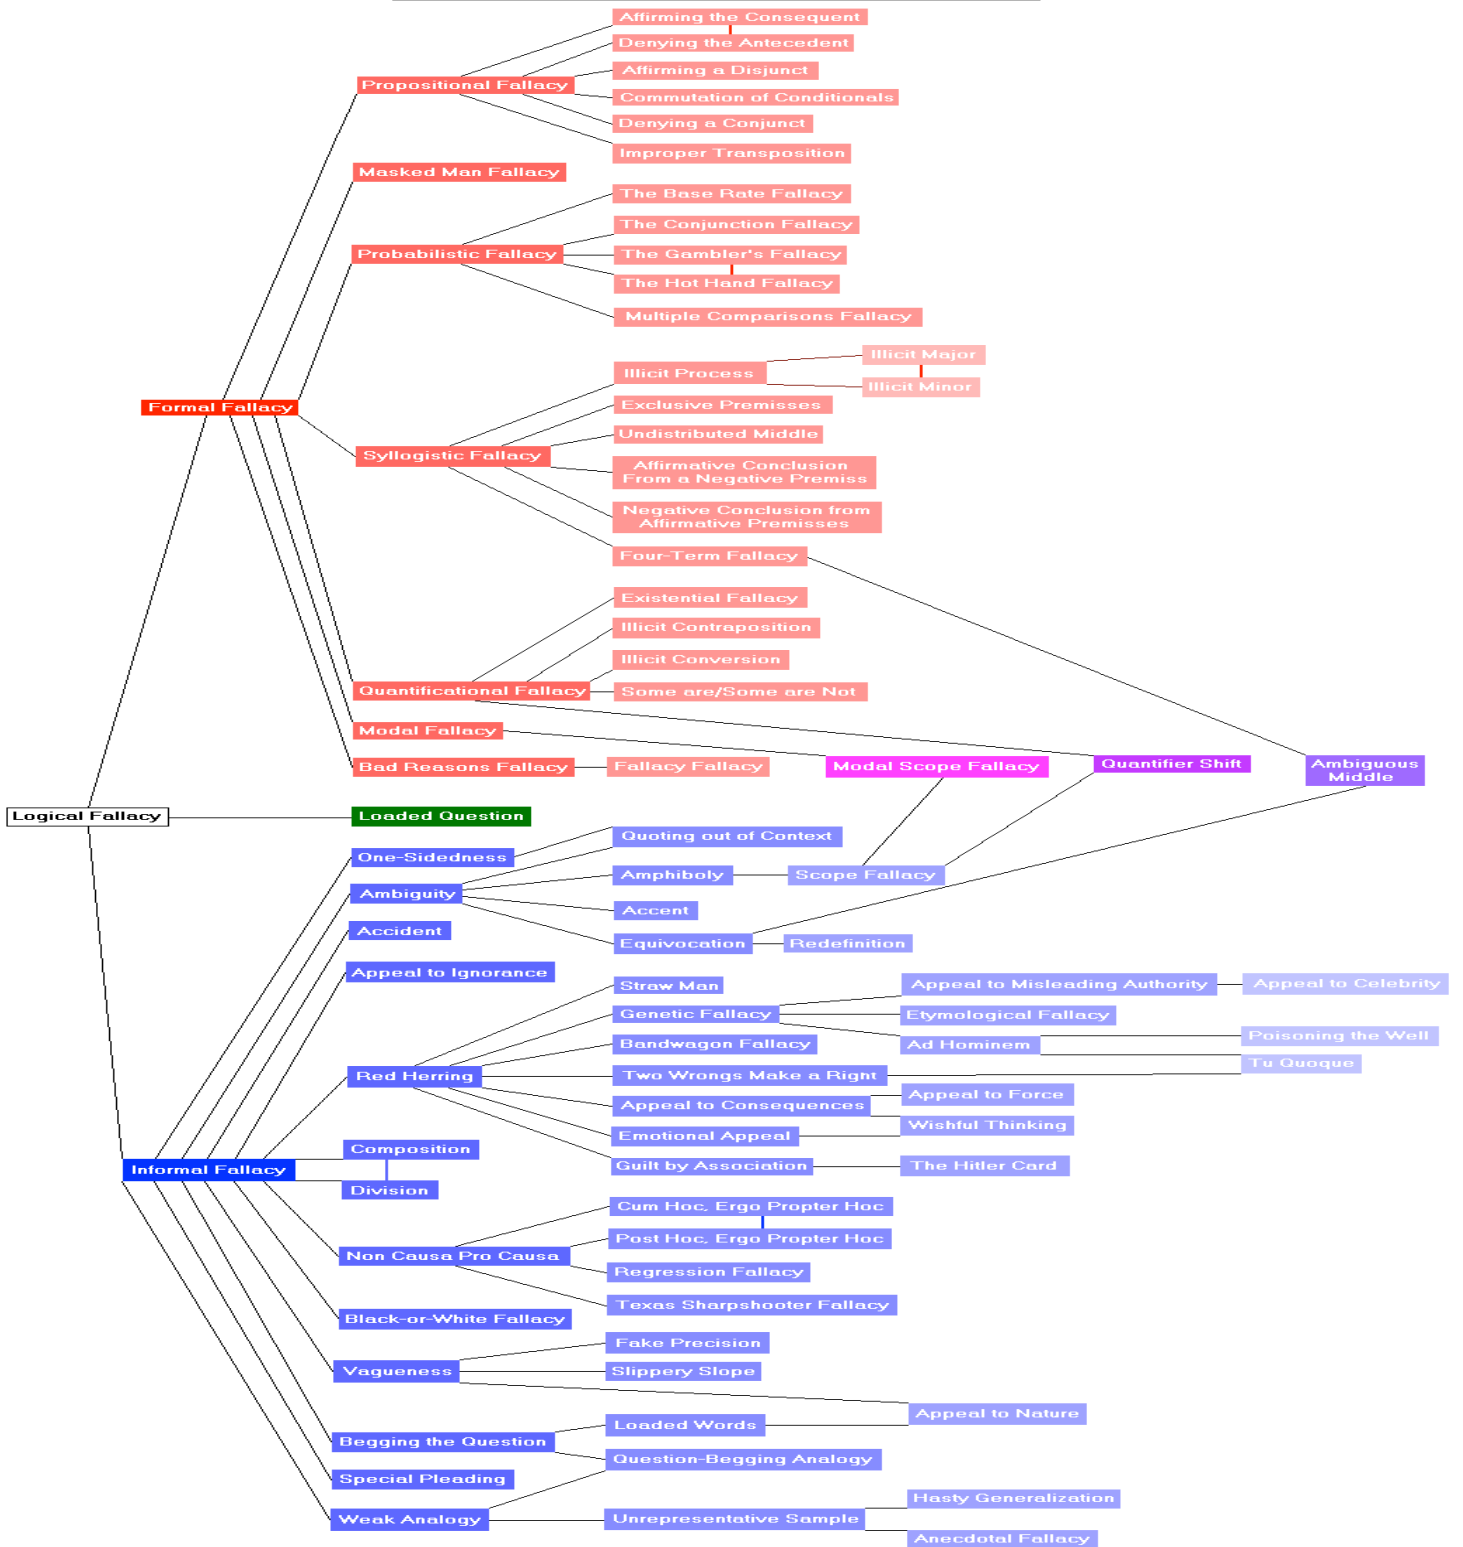 Affirming the Consequent
Denying the Antecedent
Affirming a Disjunct
Propositional Fallacy
Commutation of Conditionals
Denying a Conjunct
Improper Transposition
Masked Man Fallacy
The Base Rate Fallacy
The Conjunction Fallacy
Probabilistic Fallacy
The Gambler's Fallacy
The Hot Hand Fallacy
Multiple Comparisons Fallacy
Illicit Major
Illicit Process
Illicit Minor
Formal Fallacy
Exclusive Premisses
Undistributed Middle
Syllogistic Fallacy
Affirmative Conclusion
From a Negative Premiss
Negative Conclusion from
Affirmative Premisses
Four-Term Fallacy
Existential Fallacy
Illicit Contraposition
Illicit Conversion
Quantificational Fallacy
Some are/Some are Not
Modal Fallacy
Bad Reasons Fallacy
Fallacy Fallacy
Modal Scope Fallacy
Quantifier Shift
Ambiguous
Middle
Logical Fallacy
Loaded Question
Quoting out of Context
One-Sidedness
Amphiboly
Scope Fallacy
Ambiguity
Accent
Accident
Equivocation
Redefinition
Appeal to Ignorance
Straw Man
Appeal to Misleading Authority
Appeal to Celebrity
Genetic Fallacy
Etymological Fallacy
Poisoning the Well
Bandwagon Fallacy
Ad Hominem
Tu Quoque
Red Herring
Two Wrongs Make a Right
Appeal to Force
Appeal to Consequences
Wishful Thinking
Emotional Appeal
Composition
Guilt by Association
The Hitler Card
Informal Fallacy
Division
Cum Hoc, Ergo Propter Hoc
Post Hoc, Ergo Propter Hoc
Non Causa Pro Causa
Regression Fallacy
Texas Sharpshooter Fallacy
Black-or-White Fallacy
Fake Precision
Vagueness
Slippery Slope
Appeal to Nature
Loaded Words
Begging the Question
Question-Begging Analogy
Special Pleading
Hasty Generalization
Weak Analogy
Unrepresentative Sample
Anecdotal Fallacy